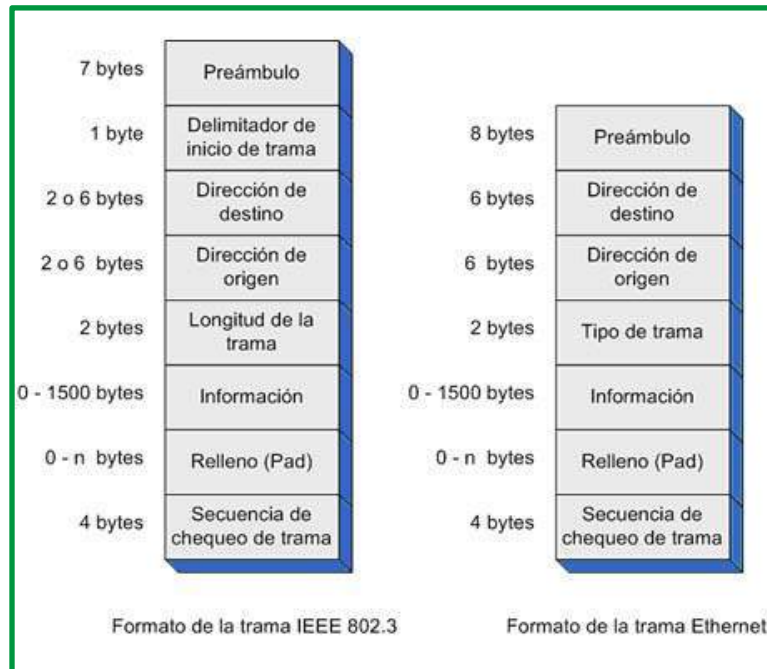 7 bytes
Preámbulo
1 byte
Delimitador de
inicio de trama
2 o 6 bytes
Dirección de
destino
2 o 6 bytes
Dirección de
origen
2 bytes
Longitud de la
trama
0 - 1500 bytes
Información
0 - n bytes
Relleno (Pad)
4 bytes
Secuencia de
chequeo de trama
Formato de la trama IEEE 802.3
8 bytes
Preámbulo
6 bytes
Dirección de
destino
6 bytes
Dirección de
origen
2 bytes
Tipo de trama
0 - 1500 bytes
Información
0 - n bytes
Relleno (Pad)
4 bytes
Secuencia de
chequeo de trama
Formato de la trama Ethernet